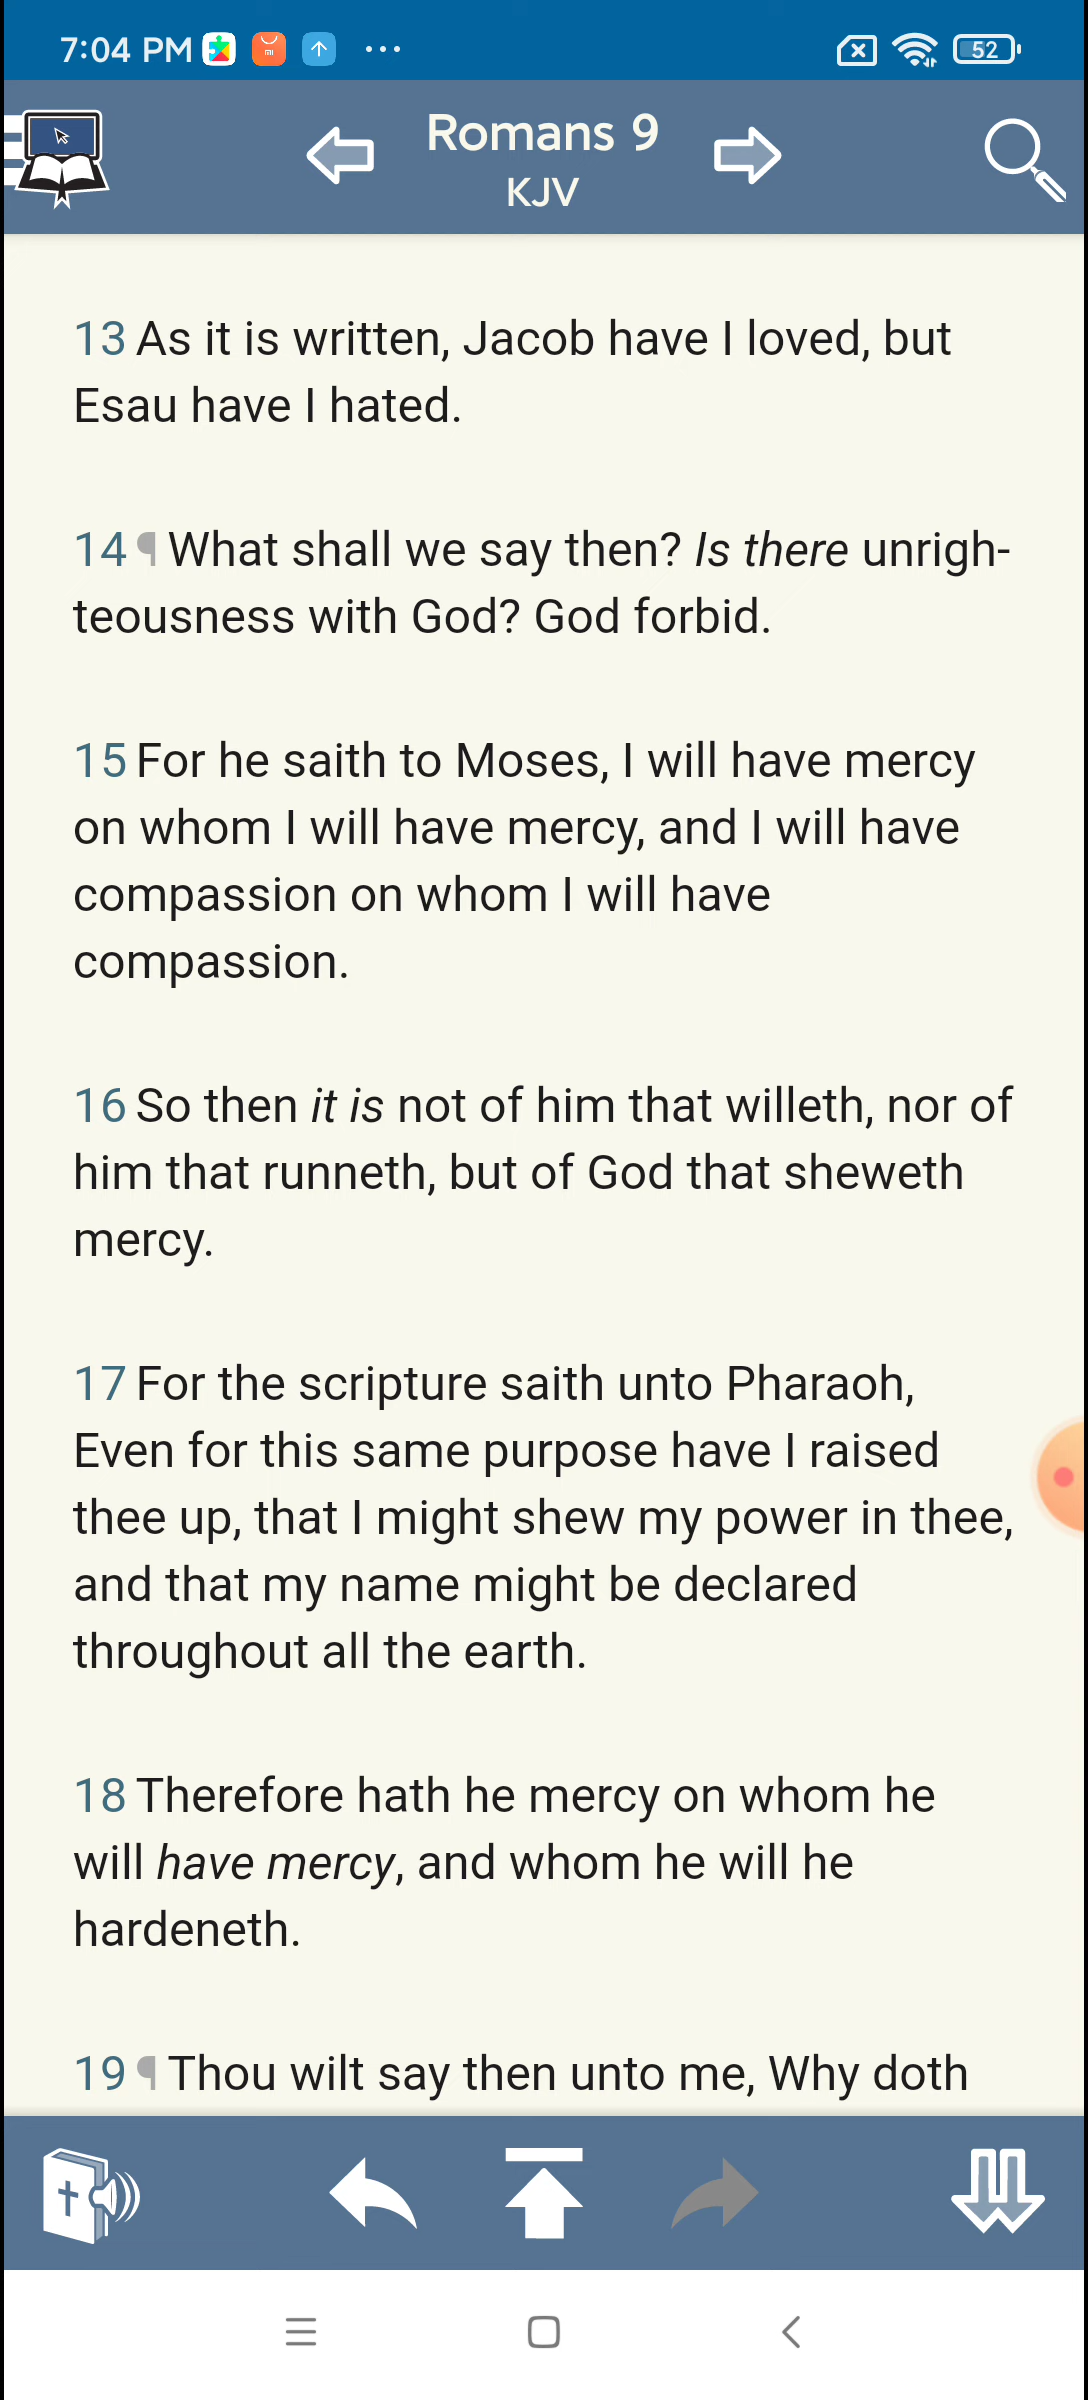 7:04 PM
52
Romans 9
KJV
13 As it is written, Jacob have I loved, but
Esau have I hated.
14 ¶ What shall we say then? Is there unrigh-
teousness with God? God forbid.
15 For he saith to Moses, I will have mercy
on whom I will have mercy, and I will have
compassion on whom I will have
compassion.
16 So then it is not of him that willeth, nor of
him that runneth, but of God that sheweth
mercy.
17 For the scripture saith unto Pharaoh,
Even for this same purpose have I raised
thee up, that I might shew my power in thee,
and that my name might be declared
throughout all the earth.
18 Therefore hath he mercy on whom he
will have mercy, and whom he will he
hardeneth.
19 ¶ Thou wilt say then unto me, Why doth